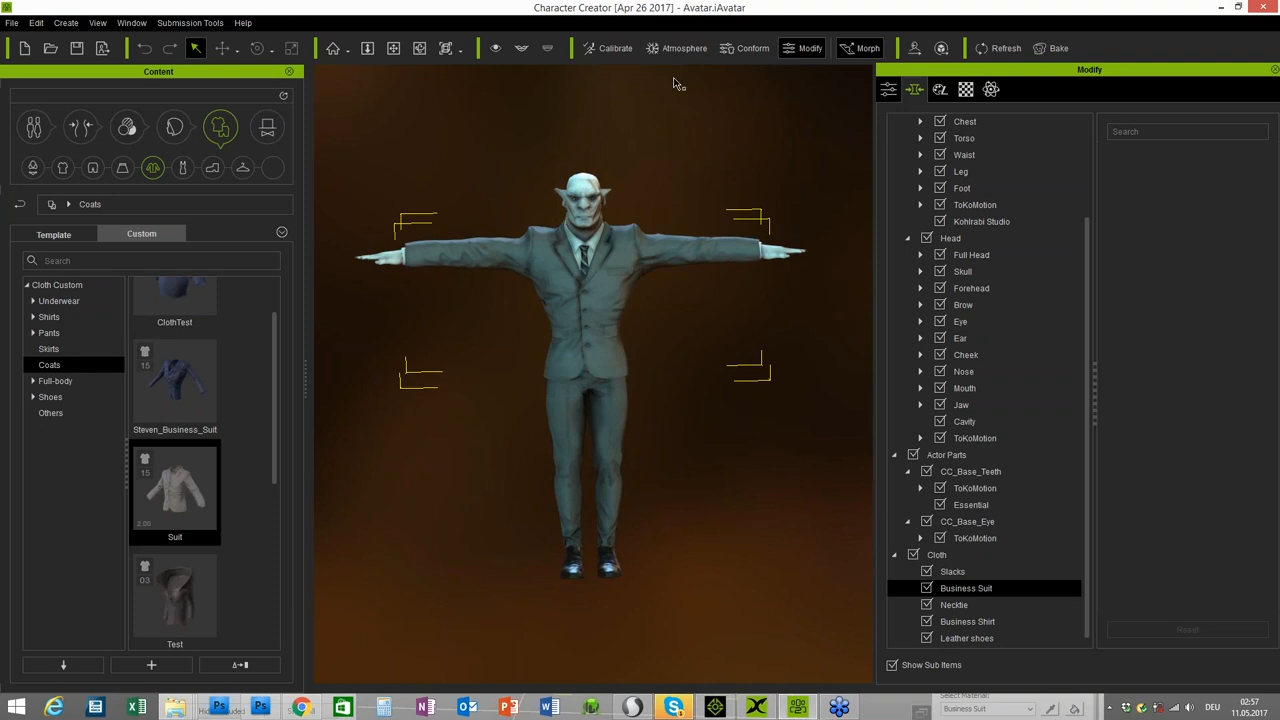 Character Creator [Apr 26 2017] - Avatar.iAvatar
File Edit Create View Window Submission Tools Help
Calibrate Atmosphere Conform Modify Morph Refresh Bake
Content
Modify
Coats
Template Custom
Search
Cloth Custom
Underwear
Shirts
Pants
Skirts
Coats
Full-body
Shoes
Others
ClothTest
15
Steven_Business_Suit
15
2.00
Suit
03
Test
Search
Chest
Torso
Waist
Leg
Foot
ToKoMotion
Kohlrabi Studio
Head
Full Head
Skull
Forehead
Brow
Eye
Ear
Cheek
Nose
Mouth
Jaw
Cavity
ToKoMotion
Actor Parts
CC_Base_Teeth
ToKoMotion
Essential
CC_Base_Eye
ToKoMotion
Cloth
Slacks
Business Suit
Necktie
Business Shirt
Leather shoes
Reset
Show Sub Items
Select Material:
Business Suit
DEU
02:57
11.05.2017